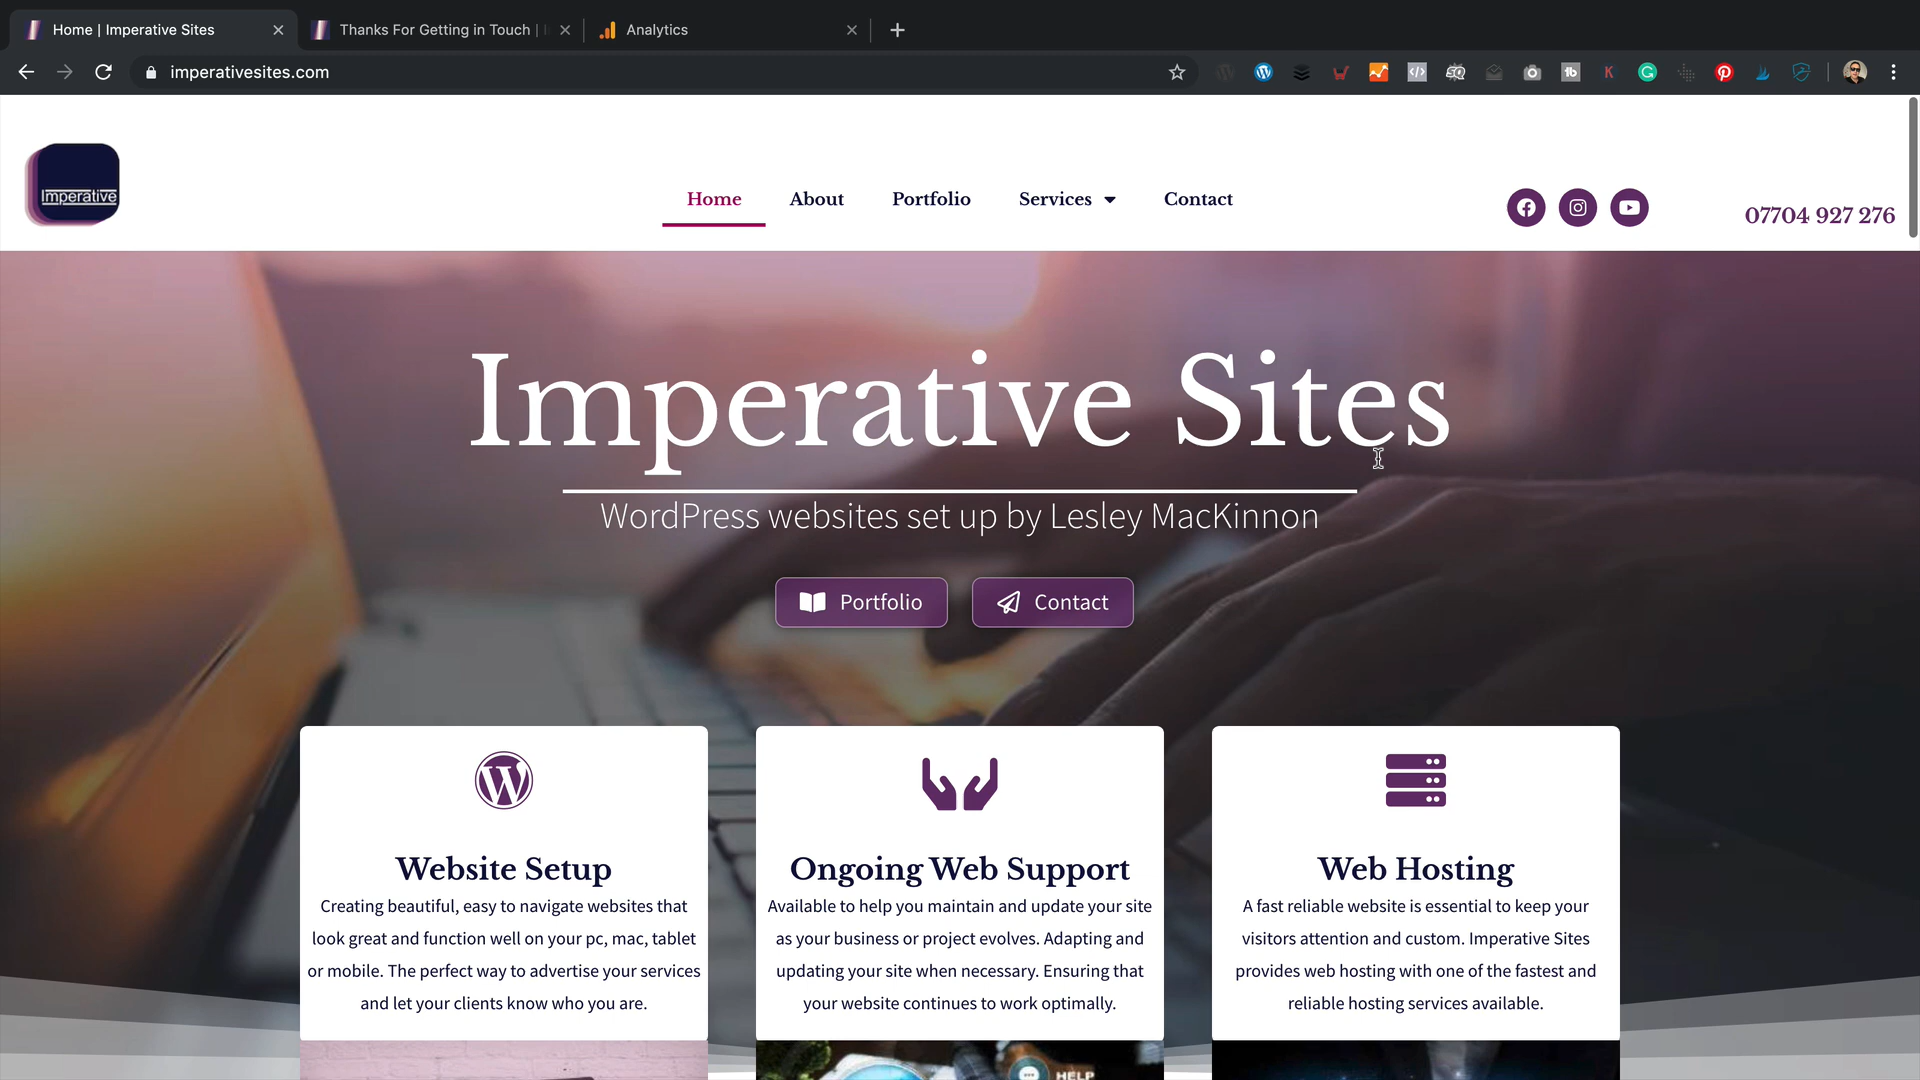 Home | Imperative Sites
Thanks For Getting in Touch |
Analytics
imperativesites.com
Imperative
Home
About
Portfolio
Services
Contact
07704 927 276
Imperative Sites
WordPress websites set up by Lesley MacKinnon
Portfolio
Contact
Website Setup
Creating beautiful, easy to navigate websites that
look great and function well on your pc, mac, tablet
or mobile. The perfect way to advertise your services
and let your clients know who you are.
Ongoing Web Support
Available to help you maintain and update your site
as your business or project evolves. Adapting and
updating your site when necessary. Ensuring that
your website continues to work optimally.
Web Hosting
A fast reliable website is essential to keep your
visitors attention and custom. Imperative Sites
provides web hosting with one of the fastest and
reliable hosting services available.
HELP